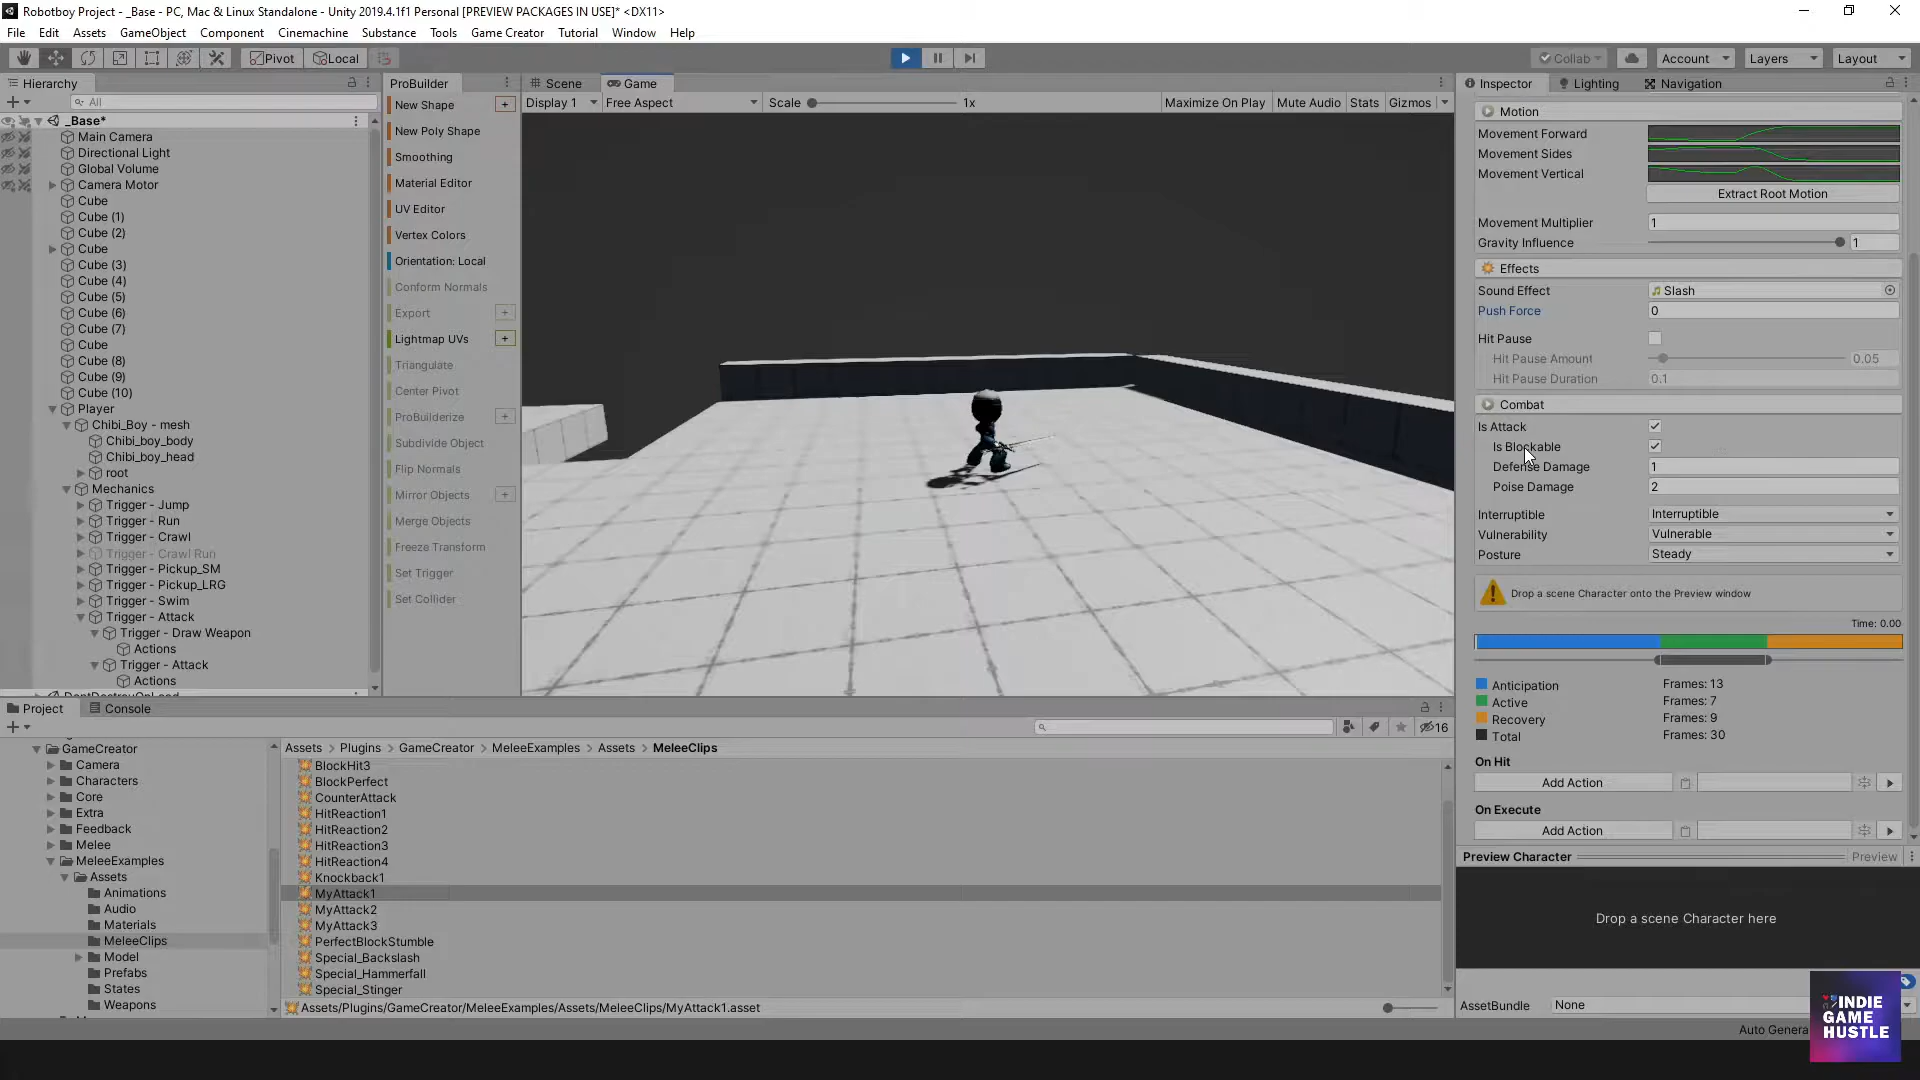 Robotboy Project - _Base - PC, Mac & Linux Standalone - Unity 2019.4.1f1 Personal [PREVIEW PACKAGES IN USE]* <DX11>
File Edit Assets GameObject Component Cinemachine Substance Tools Game Creator Tutorial Window Help
Pivot Local Collab Account Layers Layout
Hierarchy
All
_Base*
Main Camera
Directional Light
Global Volume
Camera Motor
Cube
Cube (1)
Cube (2)
Cube
Cube (3)
Cube (4)
Cube (5)
Cube (6)
Cube (7)
Cube
Cube (8)
Cube (9)
Cube (10)
Player
Chibi_Boy - mesh
Chibi_boy_body
Chibi_boy_head
root
Mechanics
Trigger - Jump
Trigger - Run
Trigger - Crawl
Trigger - Crawl Run
Trigger - Pickup_SM
Trigger - Pickup_LRG
Trigger - Swim
Trigger - Attack
Trigger - Draw Weapon
Actions
Trigger - Attack
Actions
ProBuilder
New Shape
New Poly Shape
Smoothing
Material Editor
UV Editor
Vertex Colors
Orientation: Local
Conform Normals
Export
Lightmap UVs
Triangulate
Center Pivot
ProBuilderize
Subdivide Object
Flip Normals
Mirror Objects
Merge Objects
Freeze Transform
Set Trigger
Set Collider
Scene Game
Display 1 Free Aspect Scale 1x Maximize On Play Mute Audio Stats Gizmos
Inspector Lighting Navigation
Motion
Movement Forward
Movement Sides
Movement Vertical
Extract Root Motion
Movement Multiplier 1
Gravity Influence 1
Effects
Sound Effect Slash
Push Force 0
Hit Pause
Hit Pause Amount 0.05
Hit Pause Duration 0.1
Combat
Is Attack
Is Blockable
Defense Damage 1
Poise Damage 2
Interruptible Interruptible
Vulnerability Vulnerable
Posture Steady
Drop a scene Character onto the Preview window
Time: 0.00
Anticipation Frames: 13
Active Frames: 7
Recovery Frames: 9
Total Frames: 30
On Hit
Add Action
On Execute
Add Action
Preview Character Preview
Drop a scene Character here
AssetBundle None
Auto Genera
INDIE
GAME
HUSTLE
Project Console
16
GameCreator
Camera
Characters
Core
Extra
Feedback
Melee
MeleeExamples
Assets
Animations
Audio
Materials
MeleeClips
Model
Prefabs
States
Weapons
Assets > Plugins > GameCreator > MeleeExamples > Assets > MeleeClips
BlockHit3
BlockPerfect
CounterAttack
HitReaction1
HitReaction2
HitReaction3
HitReaction4
Knockback1
MyAttack1
MyAttack2
MyAttack3
PerfectBlockStumble
Special_Backslash
Special_Hammerfall
Special_Stinger
Assets/Plugins/GameCreator/MeleeExamples/Assets/MeleeClips/MyAttack1.asset